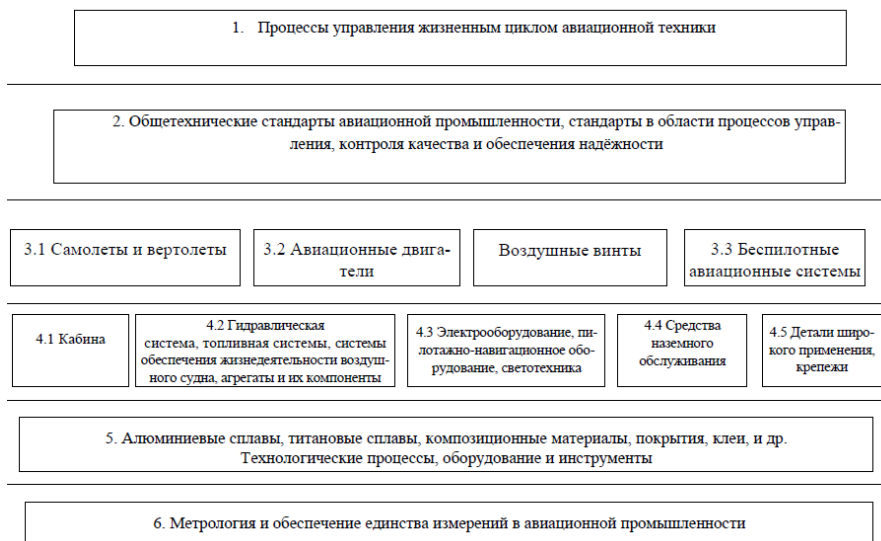 1. Процессы управления жизненным циклом авиационной техники
2. Общетехнические стандарты авиационной промышленности, стандарты в области процессов управ-
ления, контроля качества и обеспечения надёжности
3.1 Самолеты и вертолеты
3.2 Авиационные двига-
тели
Воздушные винты
3.3 Беспилотные
авиационные системы
4.1 Кабина
4.2 Гидравлическая
система, топливная системы, системы
обеспечения жизнедеятельности воздуш-
ного судна, агрегаты и их компоненты
4.3 Электрооборудование, пи-
лотажно-навигационное обо-
рудование, светотехника
4.4 Средства
наземного
обслуживания
4.5 Детали широ-
кого применения,
крепежи
5. Алюминиевые сплавы, титановые сплавы, композиционные материалы, покрытия, клеи, и др.
Технологические процессы, оборудование и инструменты
6. Метрология и обеспечение единства измерений в авиационной промышленности